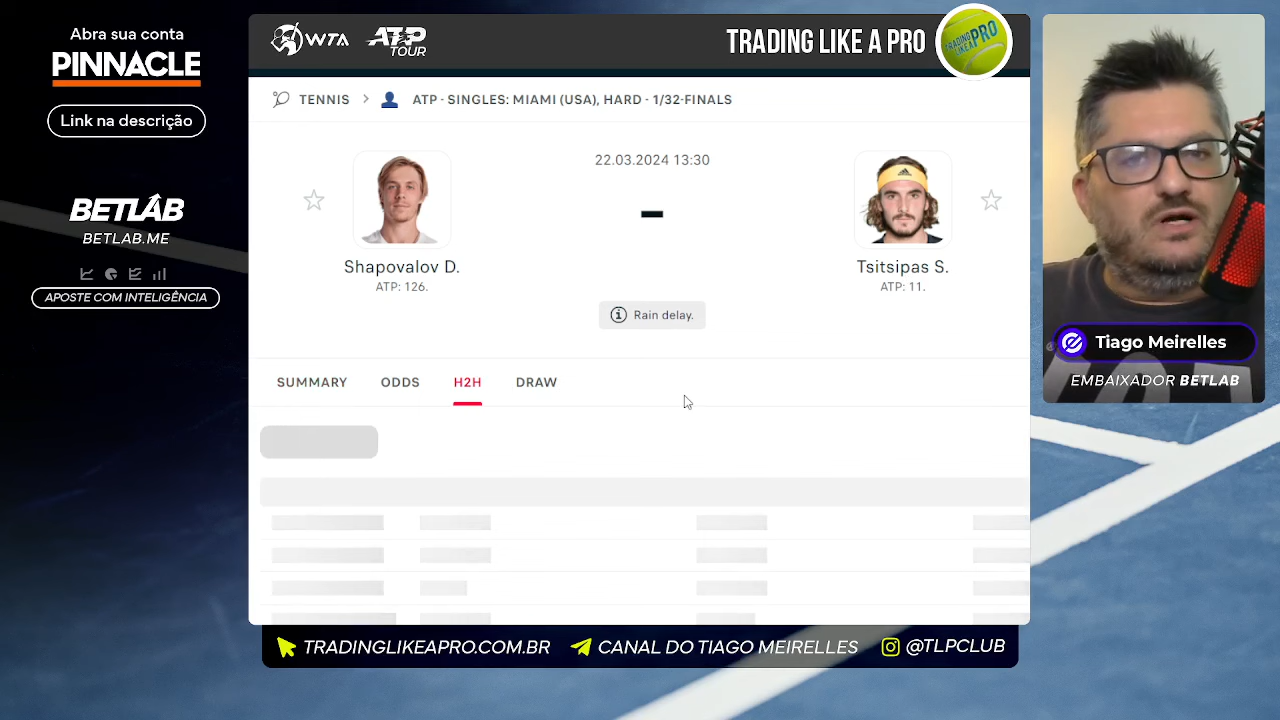 Abra sua conta
PINNACLE
Link na descrição
BETLAB
BETLAB.ME
APOSTE COM INTELIGÊNCIA
WTA
ATP
TOUR
TRADING LIKE A PRO
TRADING
LIKE A PRO
TENNIS > ATP - SINGLES: MIAMI (USA), HARD - 1/32-FINALS
22.03.2024 13:30
-
Shapovalov D.
ATP: 126.
Tsitsipas S.
ATP: 11.
Rain delay.
SUMMARY ODDS H2H DRAW
Tiago Meirelles
EMBAIXADOR BETLAB
TRADINGLIKEAPRO.COM.BR CANAL DO TIAGO MEIRELLES @TLPCLUB